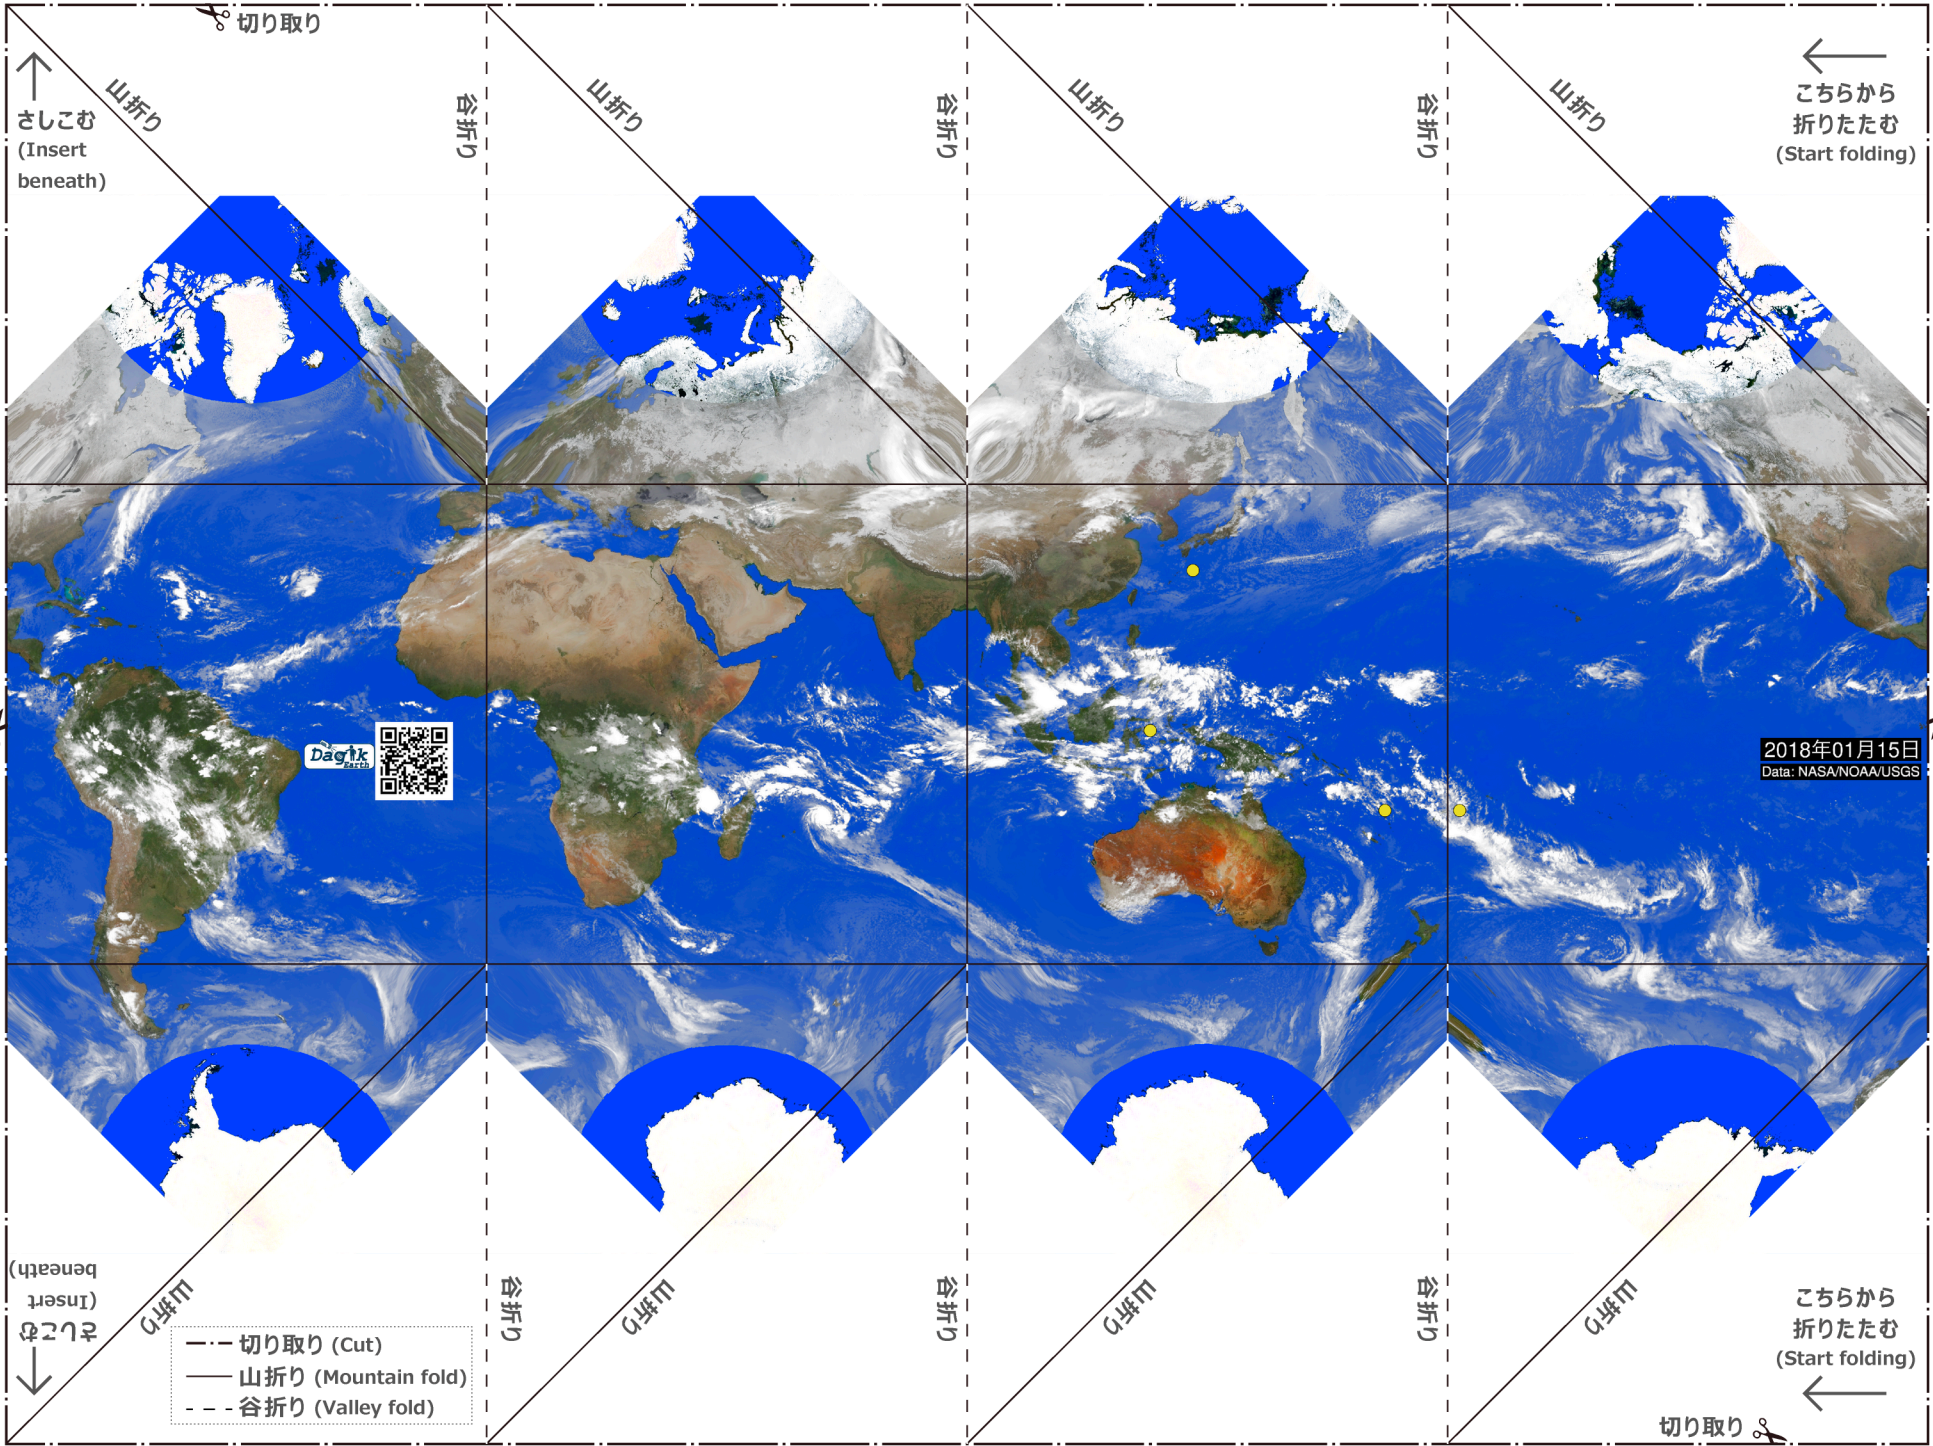 切り取り
山折り
谷折り
山折り
谷折り
山折り
谷折り
山折り
さしこむ
(Insert
beneath)
こちらから
折りたたむ
(Start folding)
Dagik
Earth
2018年01月15日
Data: NASA/NOAA/USGS
さしこむ
(Insert
beneath)
山折り
谷折り
山折り
谷折り
山折り
谷折り
山折り
切り取り (Cut)
山折り (Mountain fold)
谷折り (Valley fold)
こちらから
折りたたむ
(Start folding)
切り取り